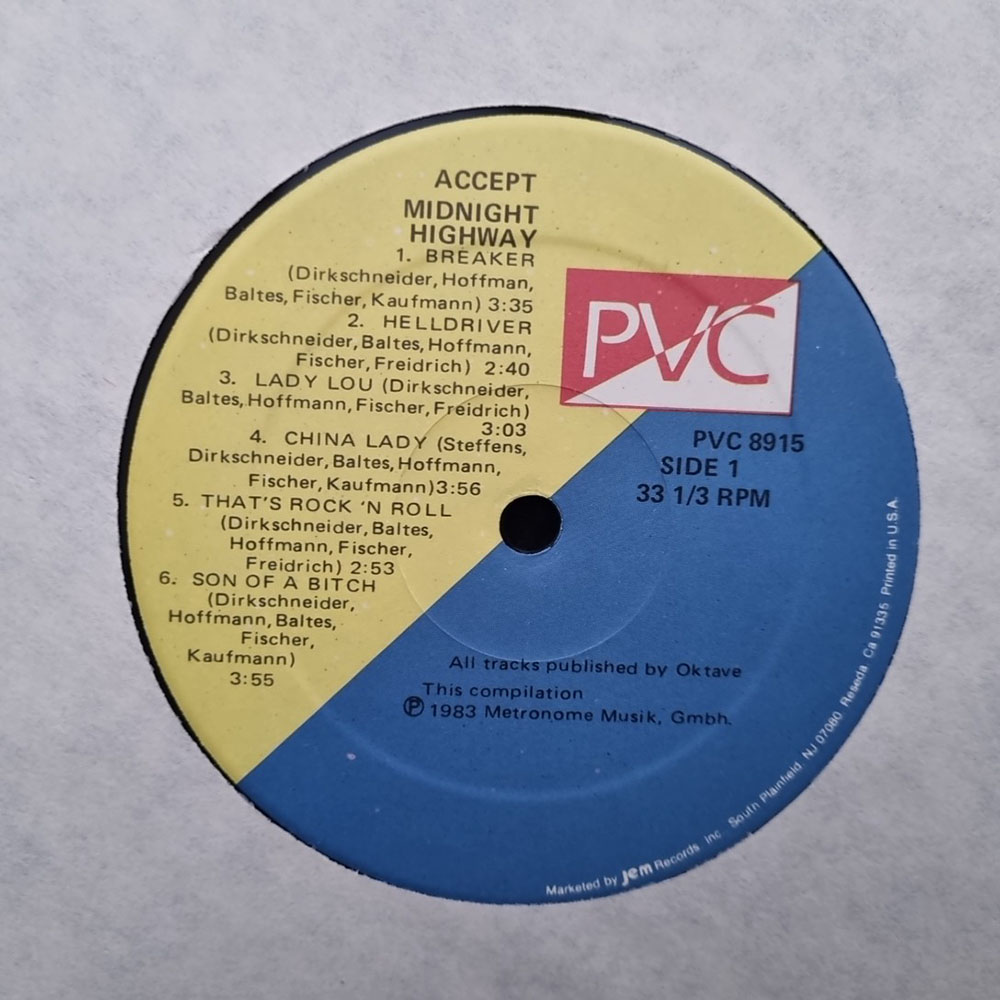 ACCEPT
MIDNIGHT
HIGHWAY
1. BREAKER
(Dirkschneider, Hoffman,
Baltes, Fischer, Kaufmann) 3:35
2. HELLDRIVER
(Dirkschneider, Baltes, Hoffmann,
Fischer, Freidrich) 2:40
3. LADY LOU (Dirkschneider,
Baltes, Hoffmann, Fischer, Freidrich)
3:03
4. CHINA LADY (Steffens,
Dirkschneider, Baltes, Hoffmann,
Fischer, Kaufmann)3:56
5. THAT'S ROCK 'N ROLL
(Dirkschneider, Baltes,
Hoffmann, Fischer,
Freidrich) 2:53
6. SON OF A BITCH
(Dirkschneider,
Hoffmann, Baltes,
Fischer,
Kaufmann)
3:55
PVC
PVC 8915
SIDE 1
33 1/3 RPM
All tracks published by Oktave
This compilation
Ⓟ 1983 Metronome Musik, Gmbh.
Marketed by jem Records Inc. South Plainfield NJ 07080 Reseda Ca 91335 Printed in U.S.A.